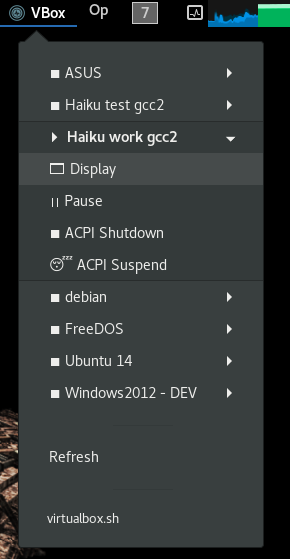 VBox Op 7
ASUS
Haiku test gcc2
Haiku work gcc2
Display
Pause
ACPI Shutdown
ACPI Suspend
debian
FreeDOS
Ubuntu 14
Windows2012 - DEV
Refresh
virtualbox.sh